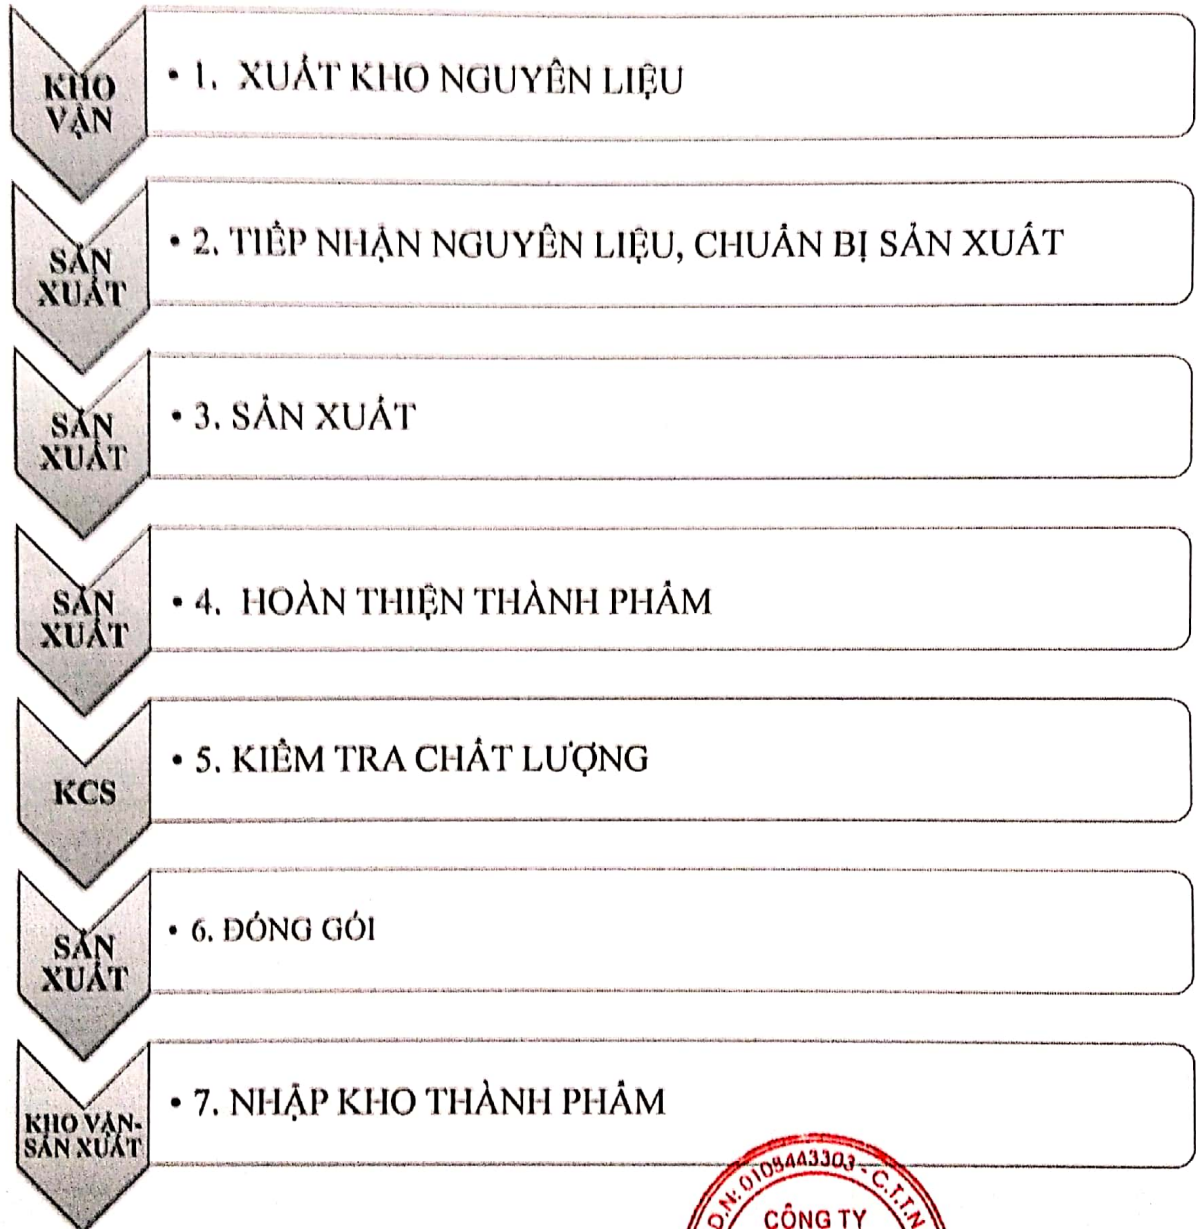 KHO
VẬN
• 1. XUẤT KHO NGUYÊN LIỆU
SẢN
XUẤT
• 2. TIẾP NHẬN NGUYÊN LIỆU, CHUẨN BỊ SẢN XUẤT
SẢN
XUẤT
• 3. SẢN XUẤT
SẢN
XUẤT
• 4. HOÀN THIỆN THÀNH PHẨM
KCS
• 5. KIỂM TRA CHẤT LƯỢNG
SẢN
XUẤT
• 6. ĐÓNG GÓI
KHO VẬN-
SẢN XUẤT
• 7. NHẬP KHO THÀNH PHẨM
D.N: 0105443303 - C.T.T.N
CÔNG TY